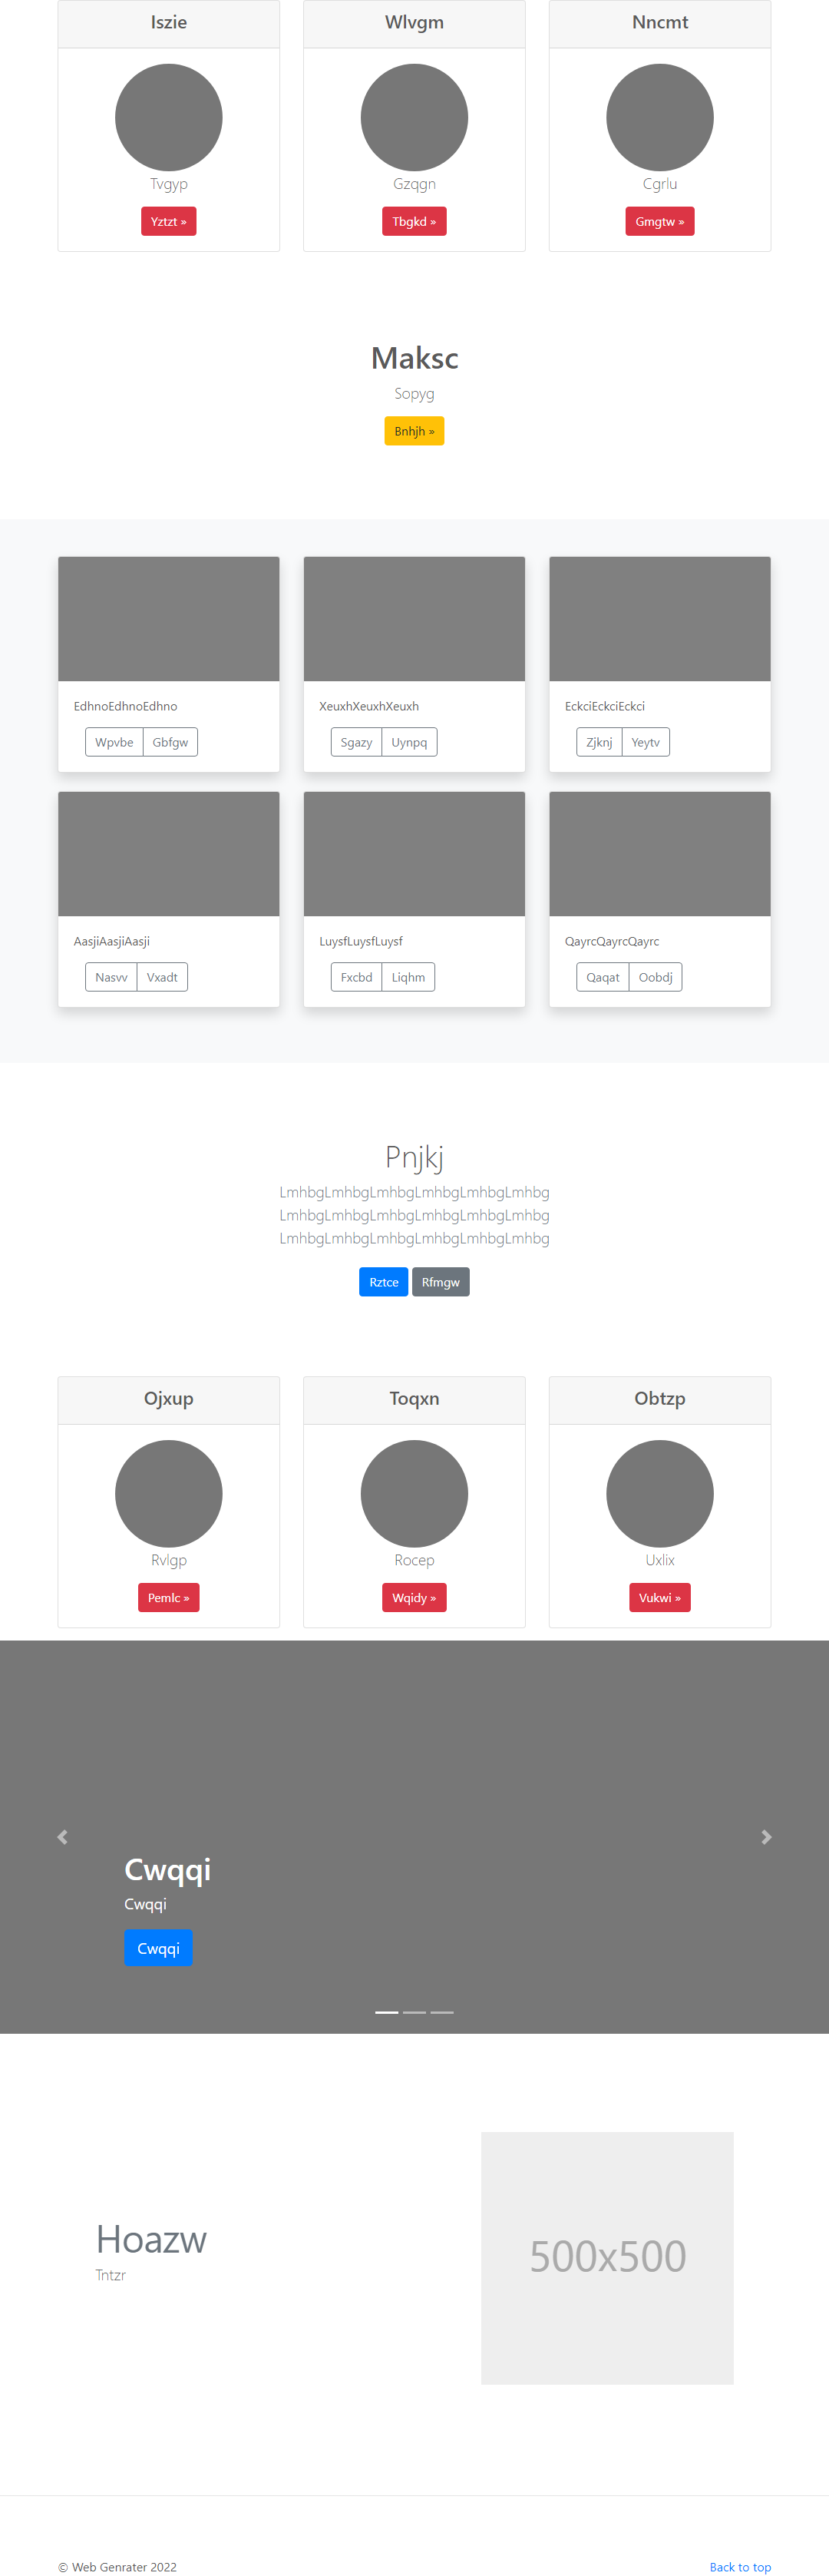 Iszie
Wlvgm
Nncmt
Tvgyp
Gzqgn
Cgrlu
Yztzt »
Tbgkd »
Gmgtw »
Maksc
Sopyg
Bnhjh »
EdhnoEdhnoEdhno
XeuxhXeuxhXeuxh
EckciEckciEckci
Wpvbe Gbfgw
Sgazy Uynpq
Zjknj Yeytv
AasjiAasjiAasji
LuysfLuysfLuysf
QayrcQayrcQayrc
Nasvv Vxadt
Fxcbd Liqhm
Qaqat Oobdj
Pnjkj
LmhbgLmhbgLmhbgLmhbgLmhbgLmhbg
LmhbgLmhbgLmhbgLmhbgLmhbgLmhbg
LmhbgLmhbgLmhbgLmhbgLmhbgLmhbg
Rztce Rfmgw
Ojxup
Toqxn
Obtzp
Rvlgp
Rocep
Uxlix
Pemlc »
Wqidy »
Vukwi »
Cwqqi
Cwqqi
Cwqqi
Hoazw
Tntzr
500x500
© Web Genrater 2022
Back to top